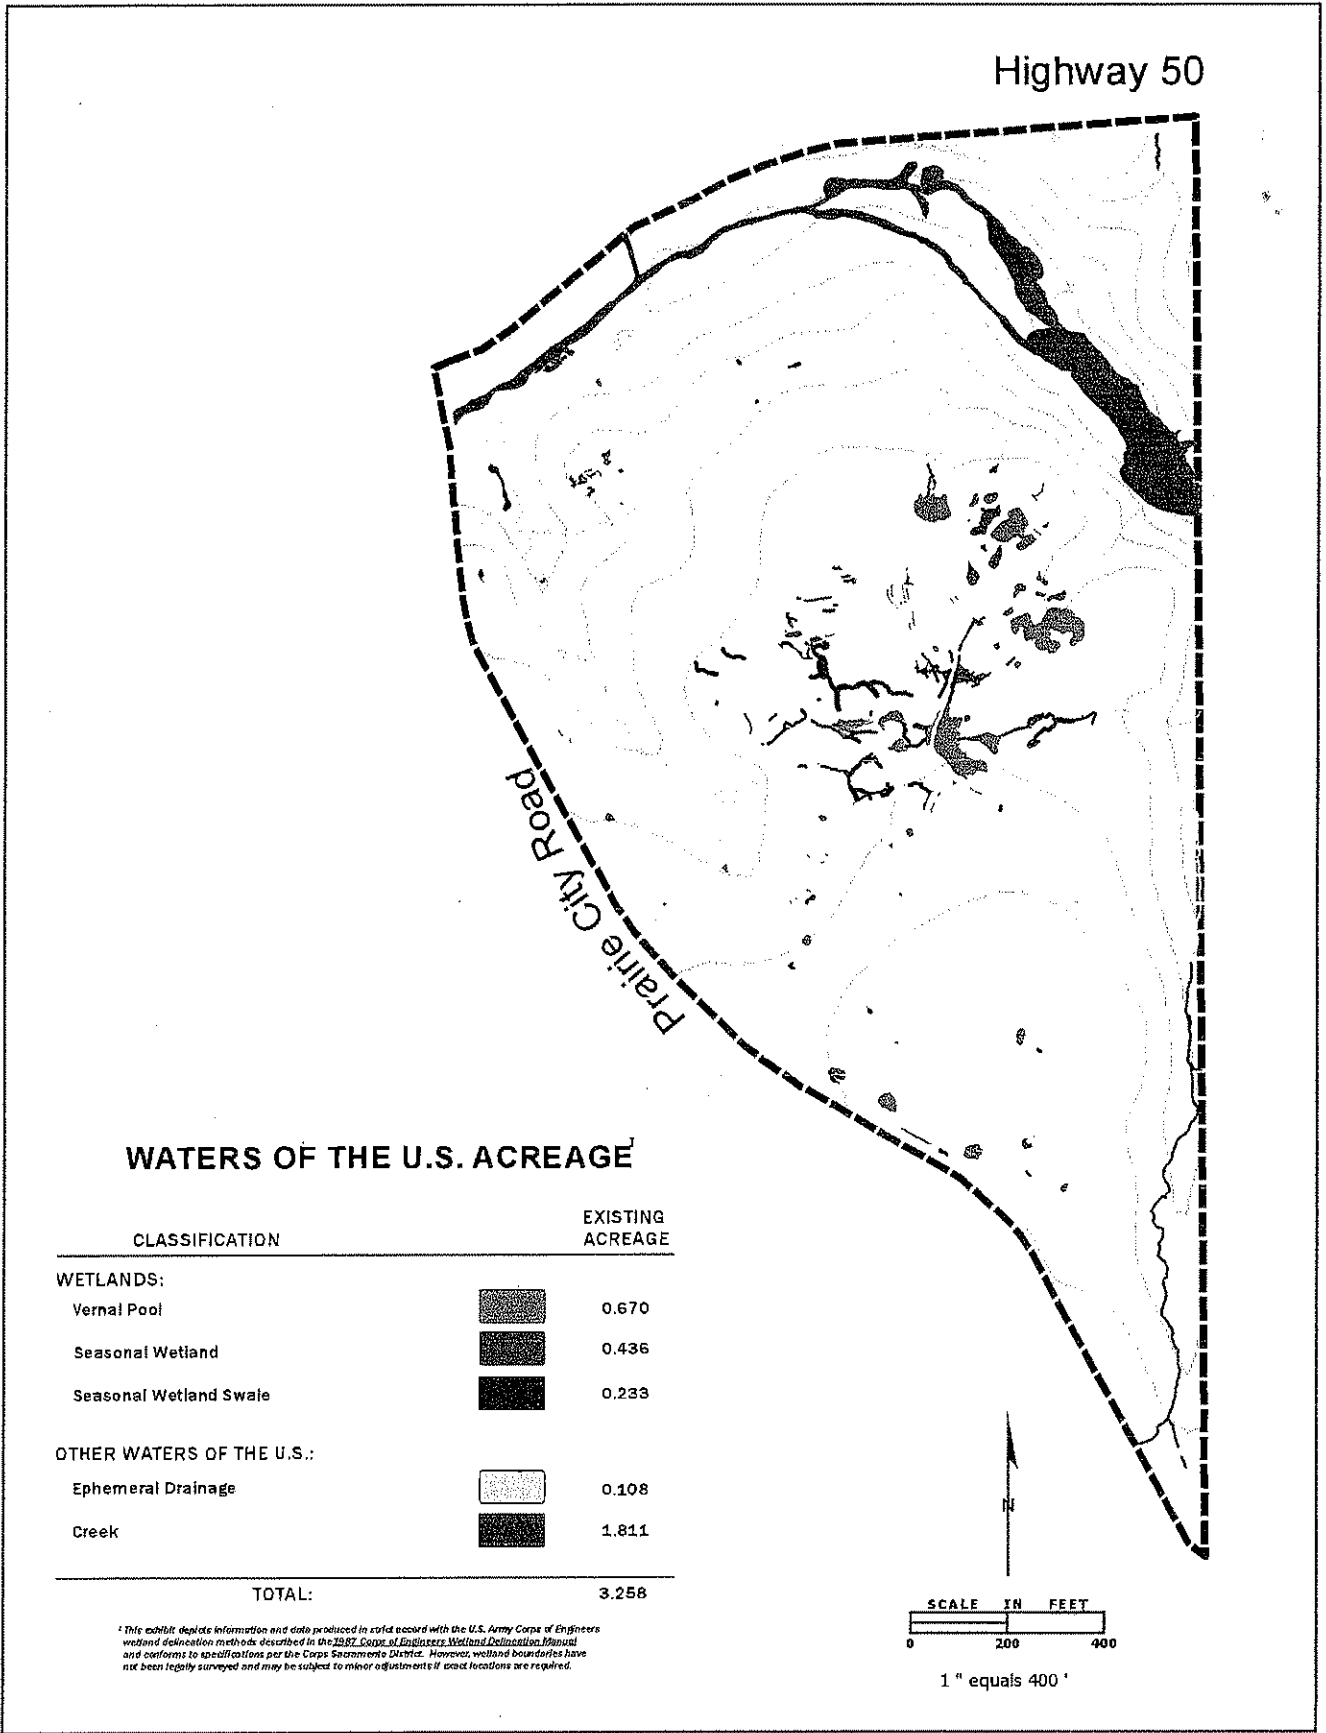 Highway 50
Prairie City Road
WATERS OF THE U.S. ACREAGE¹
CLASSIFICATION
EXISTING
ACREAGE
WETLANDS:
Vernal Pool 0.670
Seasonal Wetland 0.436
Seasonal Wetland Swale 0.233
OTHER WATERS OF THE U.S.:
Ephemeral Drainage 0.108
Creek 1.811
TOTAL: 3.258
¹ This exhibit depicts information and data produced in strict accord with the U.S. Army Corps of Engineers
wetland delineation methods described in the 1987 Corps of Engineers Wetland Delineation Manual
and conforms to specifications per the Corps Sacramento District. However, wetland boundaries have
not been legally surveyed and may be subject to minor adjustments if exact locations are required.
N
SCALE IN FEET
0 200 400
1 " equals 400 '